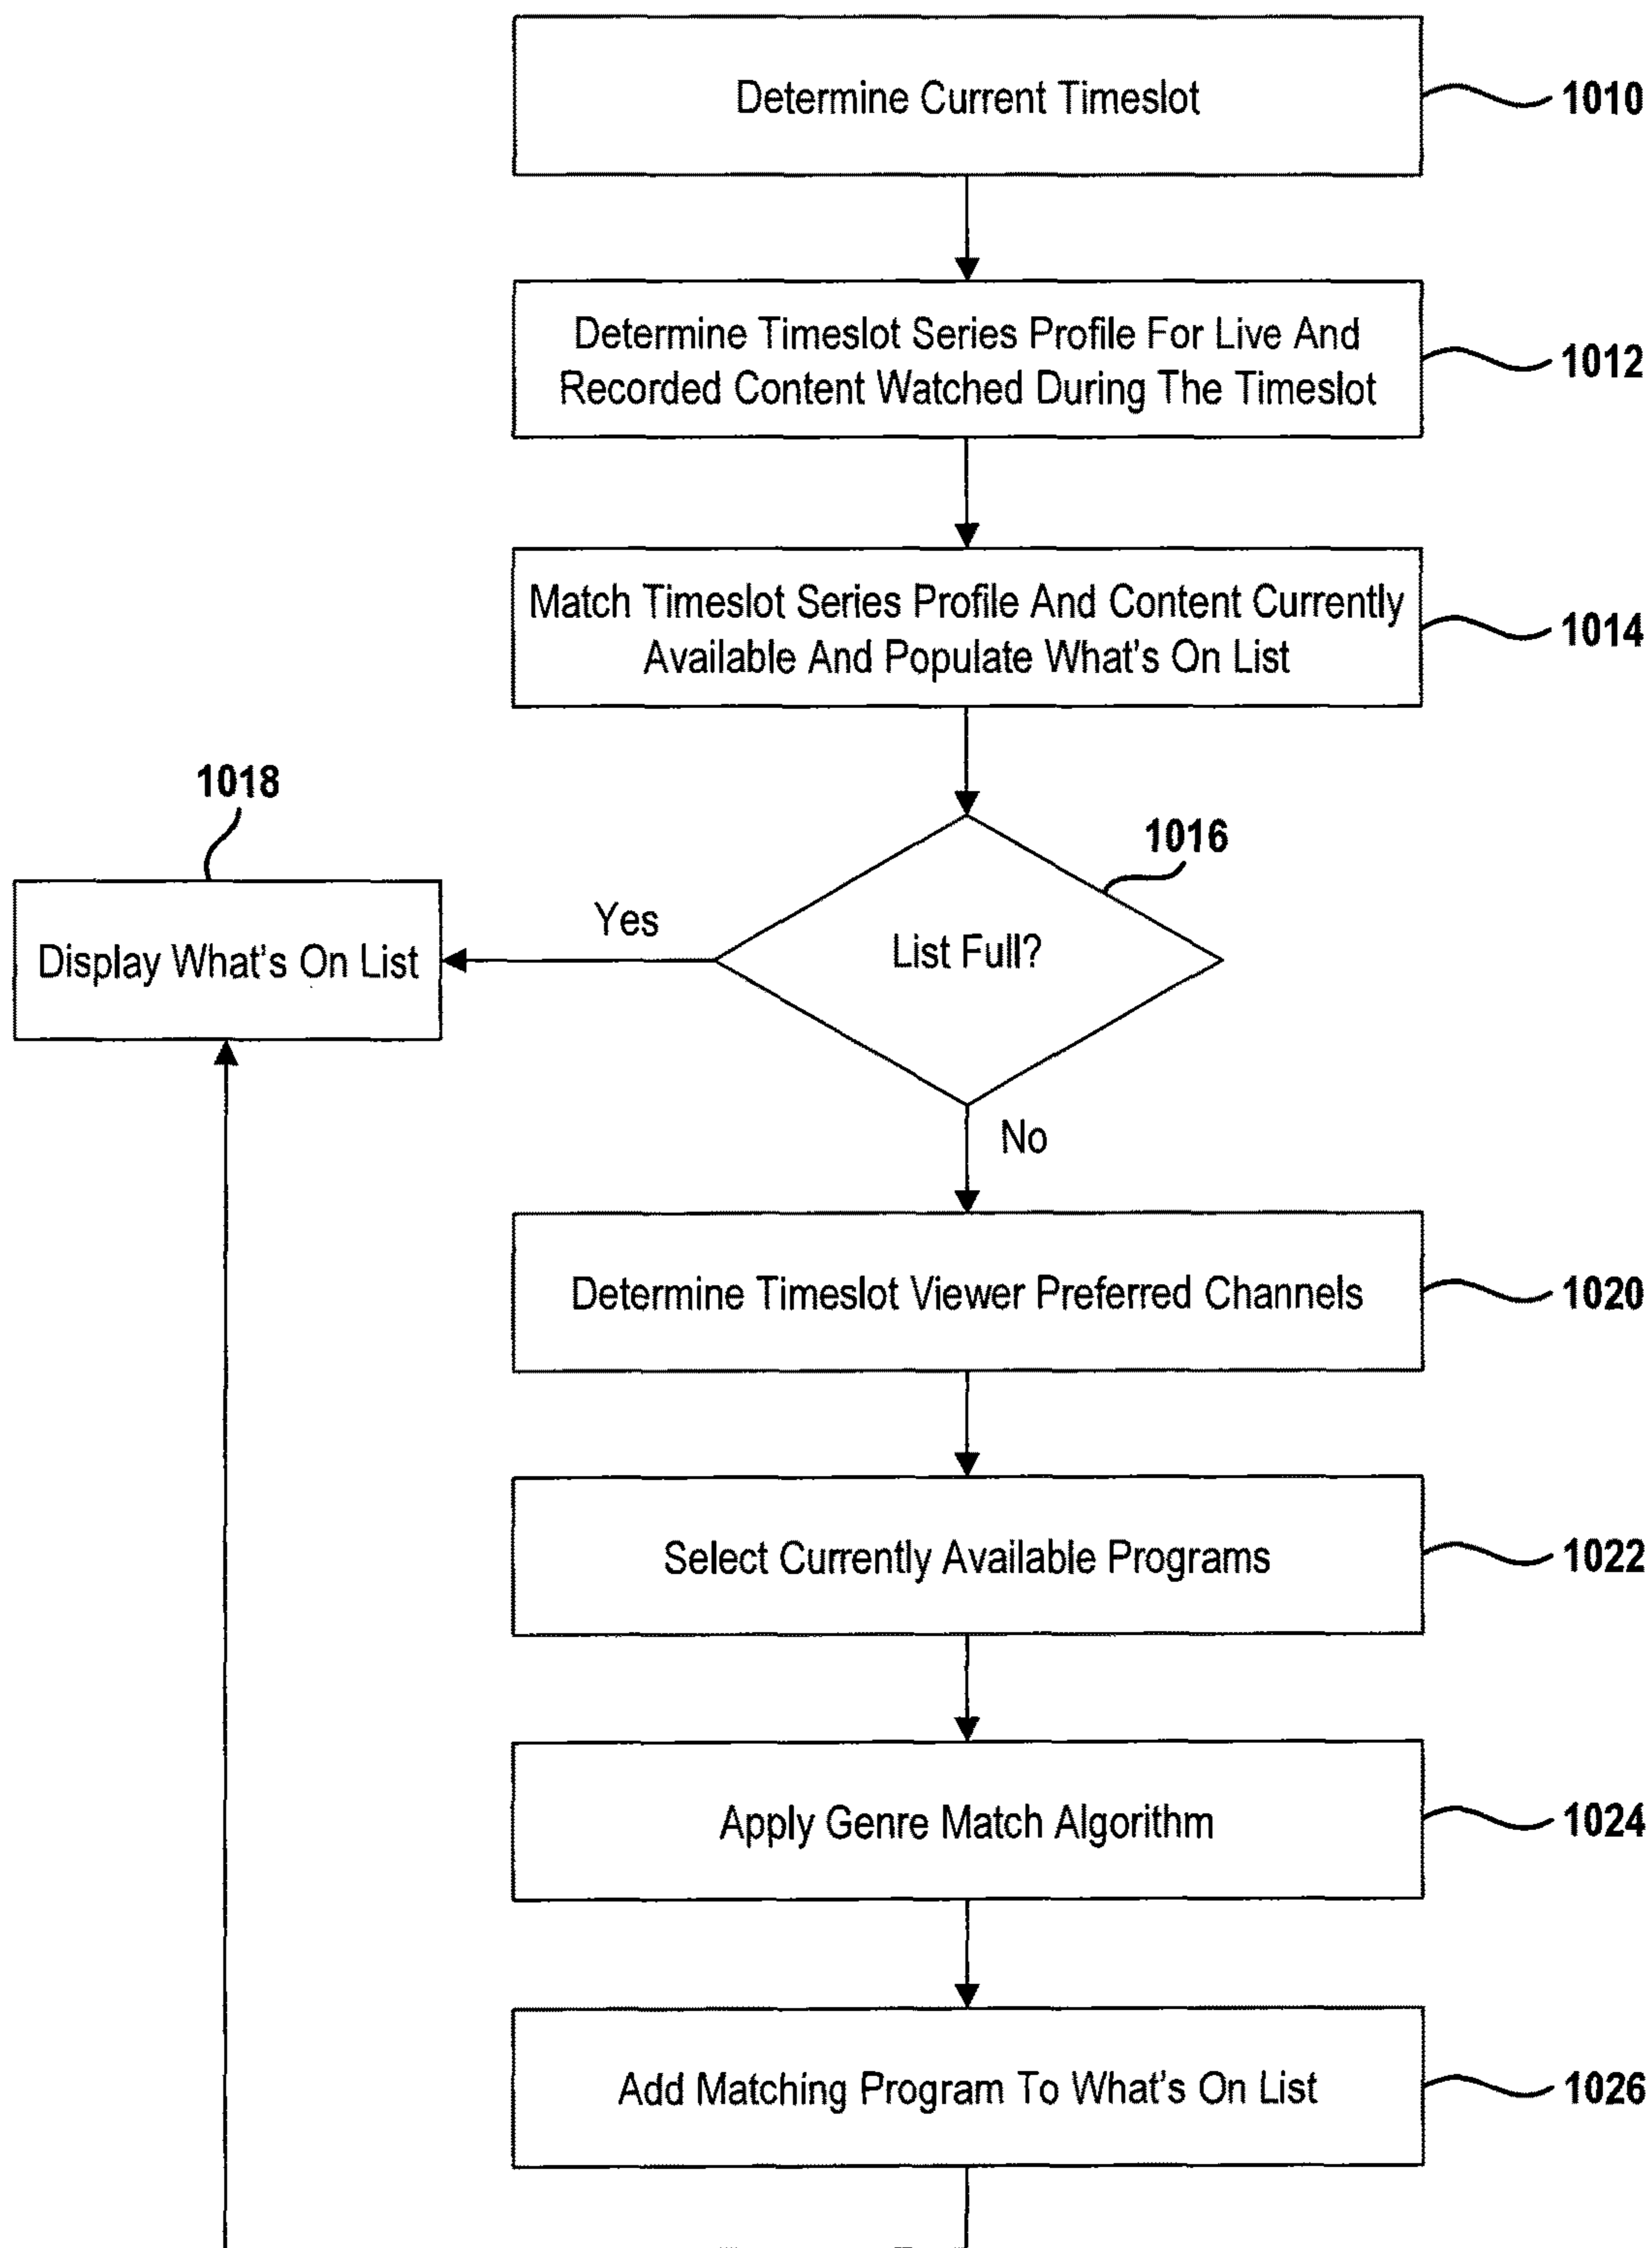 Determine Current Timeslot
1010
Determine Timeslot Series Profile For Live And
Recorded Content Watched During The Timeslot
1012
Match Timeslot Series Profile And Content Currently
Available And Populate What's On List
1014
1018
1016
Display What's On List
Yes
List Full?
No
Determine Timeslot Viewer Preferred Channels
1020
Select Currently Available Programs
1022
Apply Genre Match Algorithm
1024
Add Matching Program To What's On List
1026